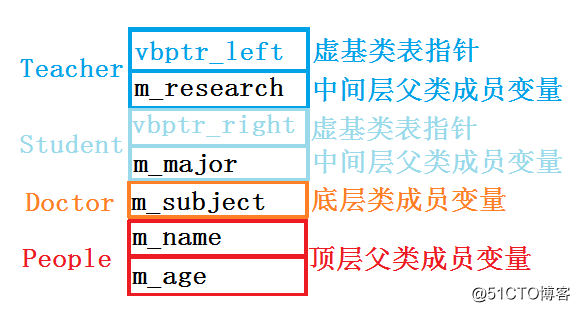 vbptr_left 虚基类表指针
Teacher
m_research 中间层父类成员变量
vbptr_right 虚基类表指针
Student
m_major 中间层父类成员变量
Doctor m_subject 底层类成员变量
m_name
People 顶层父类成员变量
m_age
@51CTO博客